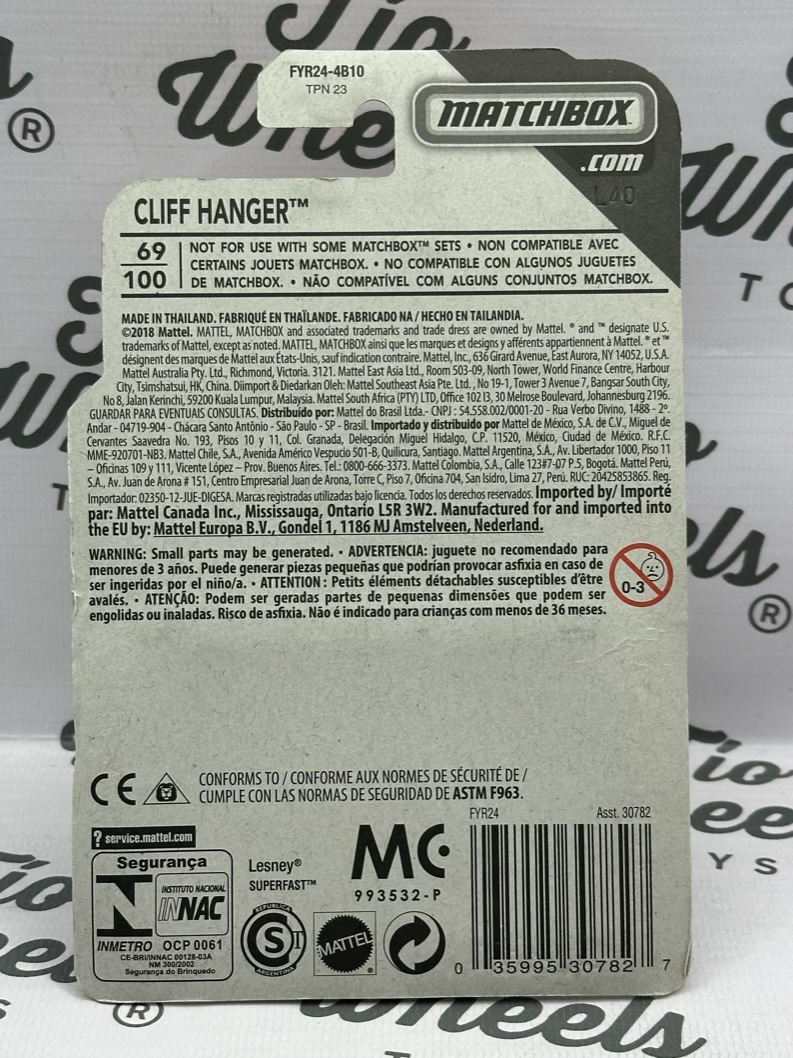 FYR24-4B10
TPN 23
MATCHBOX
.com
L40
CLIFF HANGER™
69
100
NOT FOR USE WITH SOME MATCHBOX™ SETS • NON COMPATIBLE AVEC
CERTAINS JOUETS MATCHBOX. • NO COMPATIBLE CON ALGUNOS JUGUETES
DE MATCHBOX. • NÃO COMPATÍVEL COM ALGUNS CONJUNTOS MATCHBOX.
MADE IN THAILAND. FABRIQUÉ EN THAÏLANDE. FABRICADO NA / HECHO EN TAILANDIA.
©2018 Mattel. MATTEL, MATCHBOX and associated trademarks and trade dress are owned by Mattel. ® and ™ designate U.S.
trademarks of Mattel, except as noted. MATTEL, MATCHBOX ainsi que les marques et designs y afférents appartiennent à Mattel. ® et ™
désignent des marques de Mattel aux États-Unis, sauf indication contraire. Mattel, Inc., 636 Girard Avenue, East Aurora, NY 14052, U.S.A.
Mattel Australia Pty. Ltd., Richmond, Victoria. 3121. Mattel East Asia Ltd., Room 503-09, North Tower, World Finance Centre, Harbour
City, Tsimshatsui, HK, China. Diimport & Diedarkan Oleh: Mattel Southeast Asia Pte. Ltd., No 19-1, Tower 3 Avenue 7, Bangsar South City,
No 8, Jalan Kerinchi, 59200 Kuala Lumpur, Malaysia. Mattel South Africa (PTY) LTD, Office 102 I3, 30 Melrose Boulevard, Johannesburg 2196.
GUARDAR PARA EVENTUAIS CONSULTAS. Distribuído por: Mattel do Brasil Ltda.- CNPJ : 54.558.002/0001-20 - Rua Verbo Divino, 1488 - 2º.
Andar - 04719-904 - Chácara Santo Antônio - São Paulo - SP - Brasil. Importado y distribuido por Mattel de México, S.A. de C.V., Miguel de
Cervantes Saavedra No. 193, Pisos 10 y 11, Col. Granada, Delegación Miguel Hidalgo, C.P. 11520, México, Ciudad de México. R.F.C.
MME-920701-NB3. Mattel Chile, S.A., Avenida Américo Vespucio 501-B, Quilicura, Santiago. Mattel Argentina, S.A., Av. Libertador 1000, Piso 11
– Oficinas 109 y 111, Vicente López – Prov. Buenos Aires. Tel.: 0800-666-3373. Mattel Colombia, S.A., Calle 123#7-07 P.5, Bogotá. Mattel Perú,
S.A., Av. Juan de Arona # 151, Centro Empresarial Juan de Arona, Torre C, Piso 7, Oficina 704, San Isidro, Lima 27, Perú. RUC: 20425853865. Reg.
Importador: 02350-12-JUE-DIGESA. Marcas registradas utilizadas bajo licencia. Todos los derechos reservados. Imported by/ Importé
par: Mattel Canada Inc., Mississauga, Ontario L5R 3W2. Manufactured for and imported into
the EU by: Mattel Europa B.V., Gondel 1, 1186 MJ Amstelveen, Nederland.
WARNING: Small parts may be generated. • ADVERTENCIA: juguete no recomendado para
menores de 3 años. Puede generar piezas pequeñas que podrían provocar asfixia en caso de
ser ingeridas por el niño/a. • ATTENTION : Petits éléments détachables susceptibles d'être
avalés. • ATENÇÃO: Podem ser geradas partes de pequenas dimensões que podem ser
engolidas ou inaladas. Risco de asfixia. Não é indicado para crianças com menos de 36 meses.
0-3
CE
CONFORMS TO / CONFORME AUX NORMES DE SÉCURITÉ DE /
CUMPLE CON LAS NORMAS DE SEGURIDAD DE ASTM F963.
FYR24 Asst. 30782
? service.mattel.com
Segurança
INSTITUTO NACIONAL
INNAC
INMETRO OCP 0061
CE-BRI/INNAC 00128-03A
NM 300/2002
Segurança do Brinquedo
Lesney®
SUPERFAST™
MC
993532-P
REPUBLICA
S
ARGENTINA
MATTEL
®
0 35995 30782 7
Tio
Wheels
®
TOYS